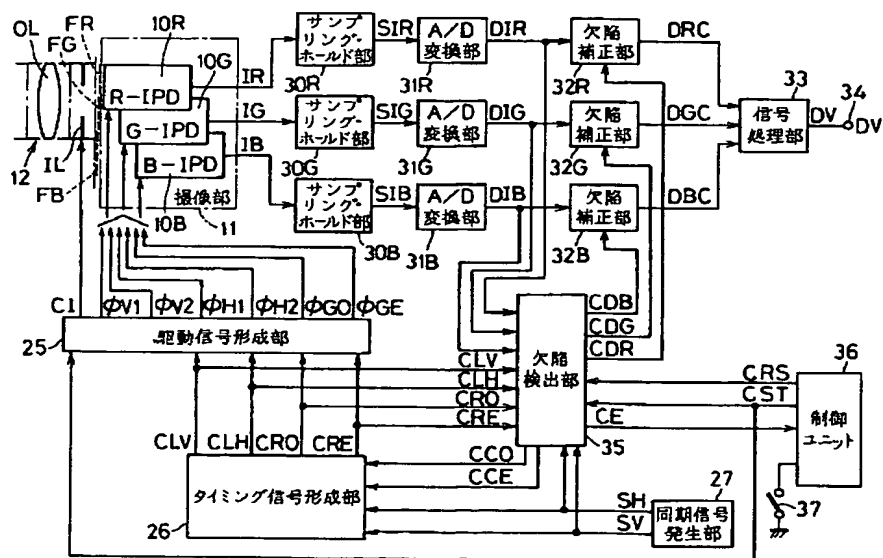 OL
FG
FR
10R
10G
R-IPD
G-IPD
B-IPD
12
IL
FB
10B
撮像部
11
IR
IG
IB
サンプリング・ホールド部
30R
サンプリング・ホールド部
30G
サンプリング・ホールド部
30B
SIR
SIG
SIB
A/D
変換部
31R
A/D
変換部
31G
A/D
変換部
31B
DIR
DIG
DIB
欠陥
補正部
32R
欠陥
補正部
32G
欠陥
補正部
32B
DRC
DGC
DBC
33
信号
処理部
DV
34
DV
CI
ΦV1
ΦV2
ΦH1
ΦH2
ΦGO
ΦGE
25
駆動信号形成部
CLV
CLH
CRO
CRE
CDB
CDG
CDR
欠陥
検出部
35
CRS
CST
CE
36
制御
ユニット
37
CLV
CLH
CRO
CRE
CCO
CCE
タイミング信号形成部
26
SH
SV
27
同期信号
発生部